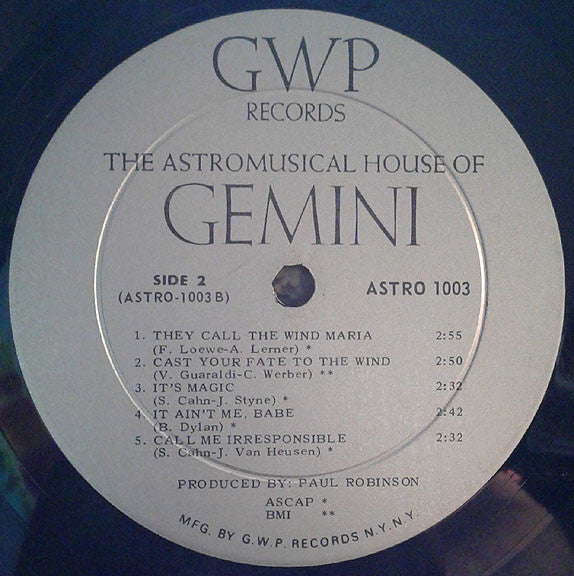 GWP
RECORDS
THE ASTROMUSICAL HOUSE OF
GEMINI
SIDE 2
(ASTRO-1003B)
ASTRO 1003
1. THEY CALL THE WIND MARIA 2:55
(F. Loewe-A. Lerner) *
2. CAST YOUR FATE TO THE WIND 2:50
(V. Guaraldi-C. Werber) **
3. IT'S MAGIC 2:32
(S. Cahn-J. Styne) *
4. IT AIN'T ME, BABE 2:42
(B. Dylan) *
5. CALL ME IRRESPONSIBLE 2:32
(S. Cahn-J. Van Heusen) *
PRODUCED BY: PAUL ROBINSON
ASCAP *
BMI **
MFG. BY G.W.P. RECORDS N.Y.N.Y.